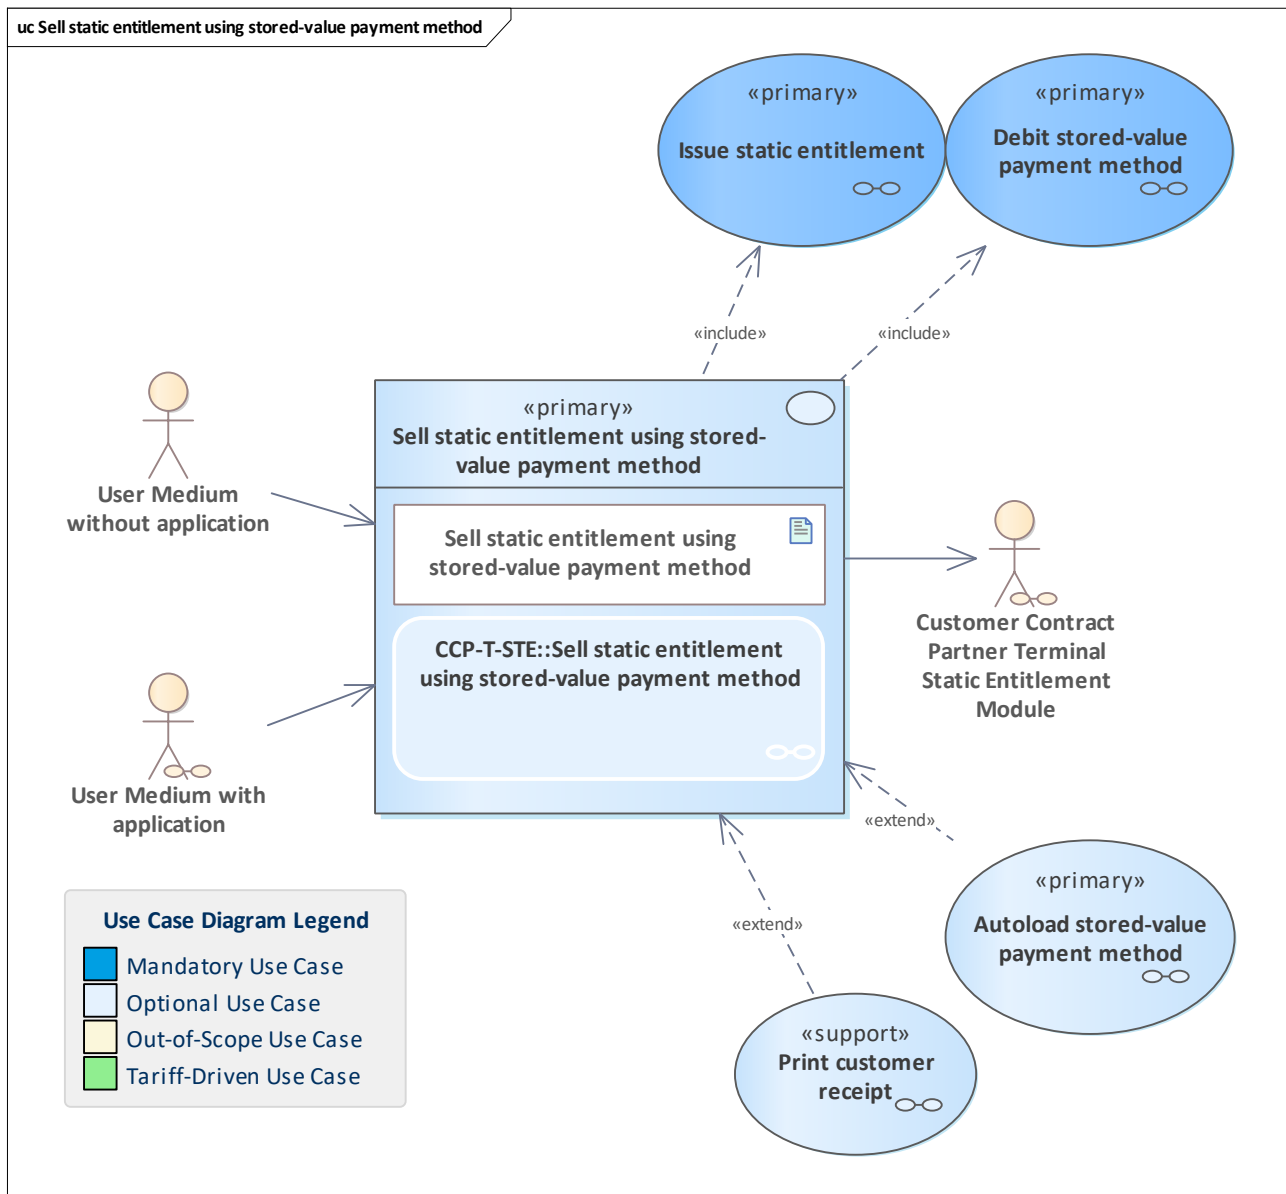 uc Sell static entitlement using stored-value payment method
«primary»
Issue static entitlement
«primary»
Debit stored-value
payment method
«include»
«include»
User Medium
without application
«primary»
Sell static entitlement using stored-
value payment method
Sell static entitlement using
stored-value payment method
CCP-T-STE::Sell static entitlement
using stored-value payment method
Customer Contract
Partner Terminal
Static Entitlement
Module
User Medium with
application
«extend»
«primary»
Autoload stored-value
payment method
«extend»
«support»
Print customer
receipt
Use Case Diagram Legend
Mandatory Use Case
Optional Use Case
Out-of-Scope Use Case
Tariff-Driven Use Case